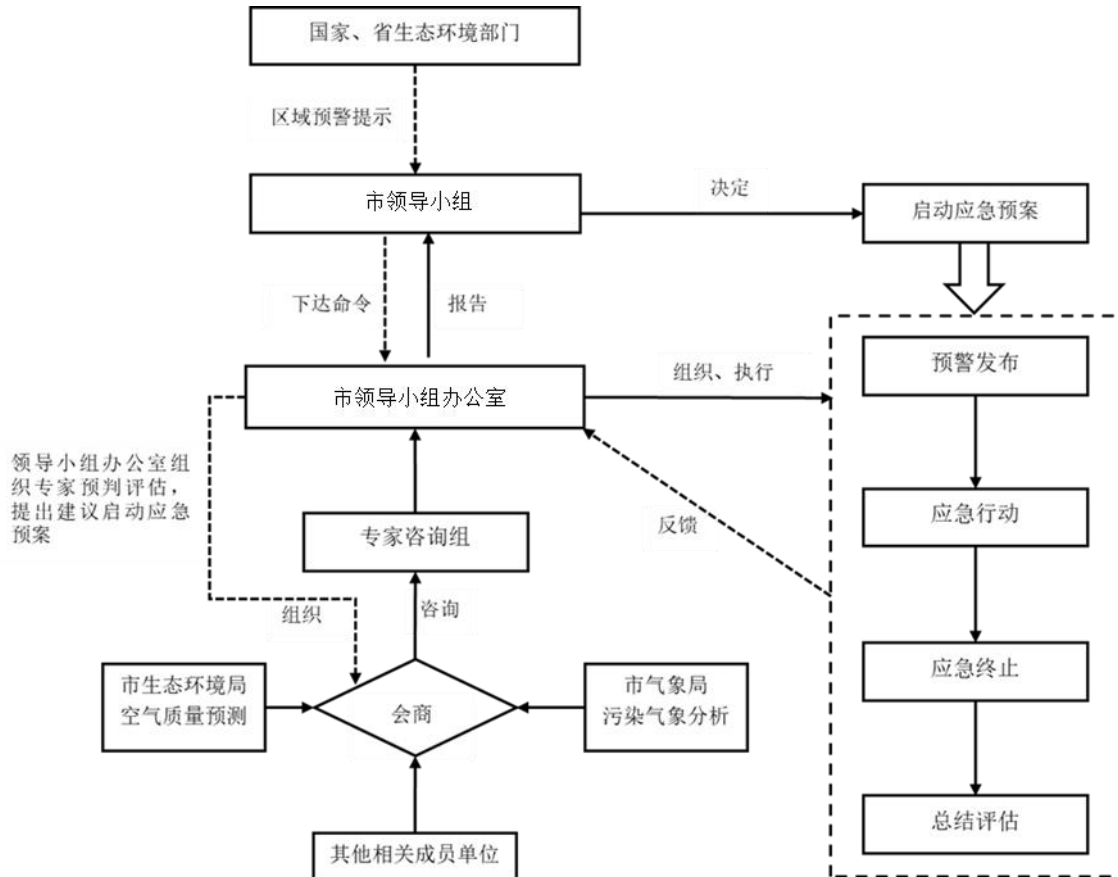 国家、省生态环境部门
区域预警提示
市领导小组
决定
启动应急预案
下达命令
报告
预警发布
市领导小组办公室
组织、执行
领导小组办公室组
织专家预判评估,
提出建议启动应急
预案
应急行动
专家咨询组
反馈
组织
咨询
应急终止
市生态环境局
空气质量预测
会商
市气象局
污染气象分析
总结评估
其他相关成员单位